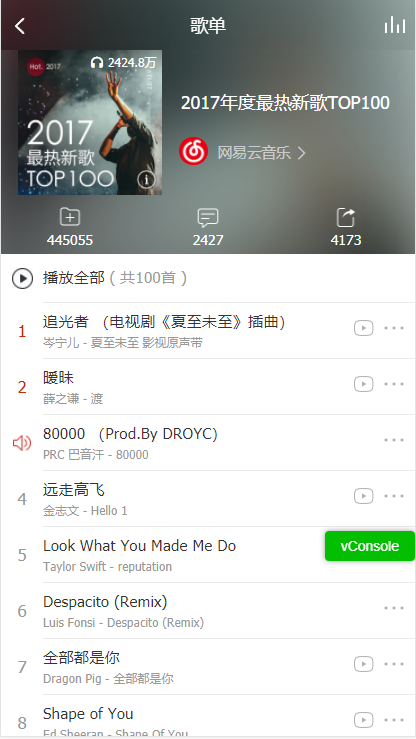 歌单
Hot. 2017
2424.8万
2017
最热新歌
TOP100
2017年度最热新歌TOP100
网易云音乐
445055
2427
4173
播放全部 ( 共100首 )
1
追光者 （电视剧《夏至未至》插曲）
岑宁儿 - 夏至未至 影视原声带
2
暧昧
薛之谦 - 渡
80000 （Prod.By DROYC）
PRC 巴音汗 - 80000
4
远走高飞
金志文 - Hello 1
5
Look What You Made Me Do
Taylor Swift - reputation
vConsole
6
Despacito (Remix)
Luis Fonsi - Despacito (Remix)
7
全部都是你
Dragon Pig - 全部都是你
8
Shape of You
Ed Sheeran - Shape Of You